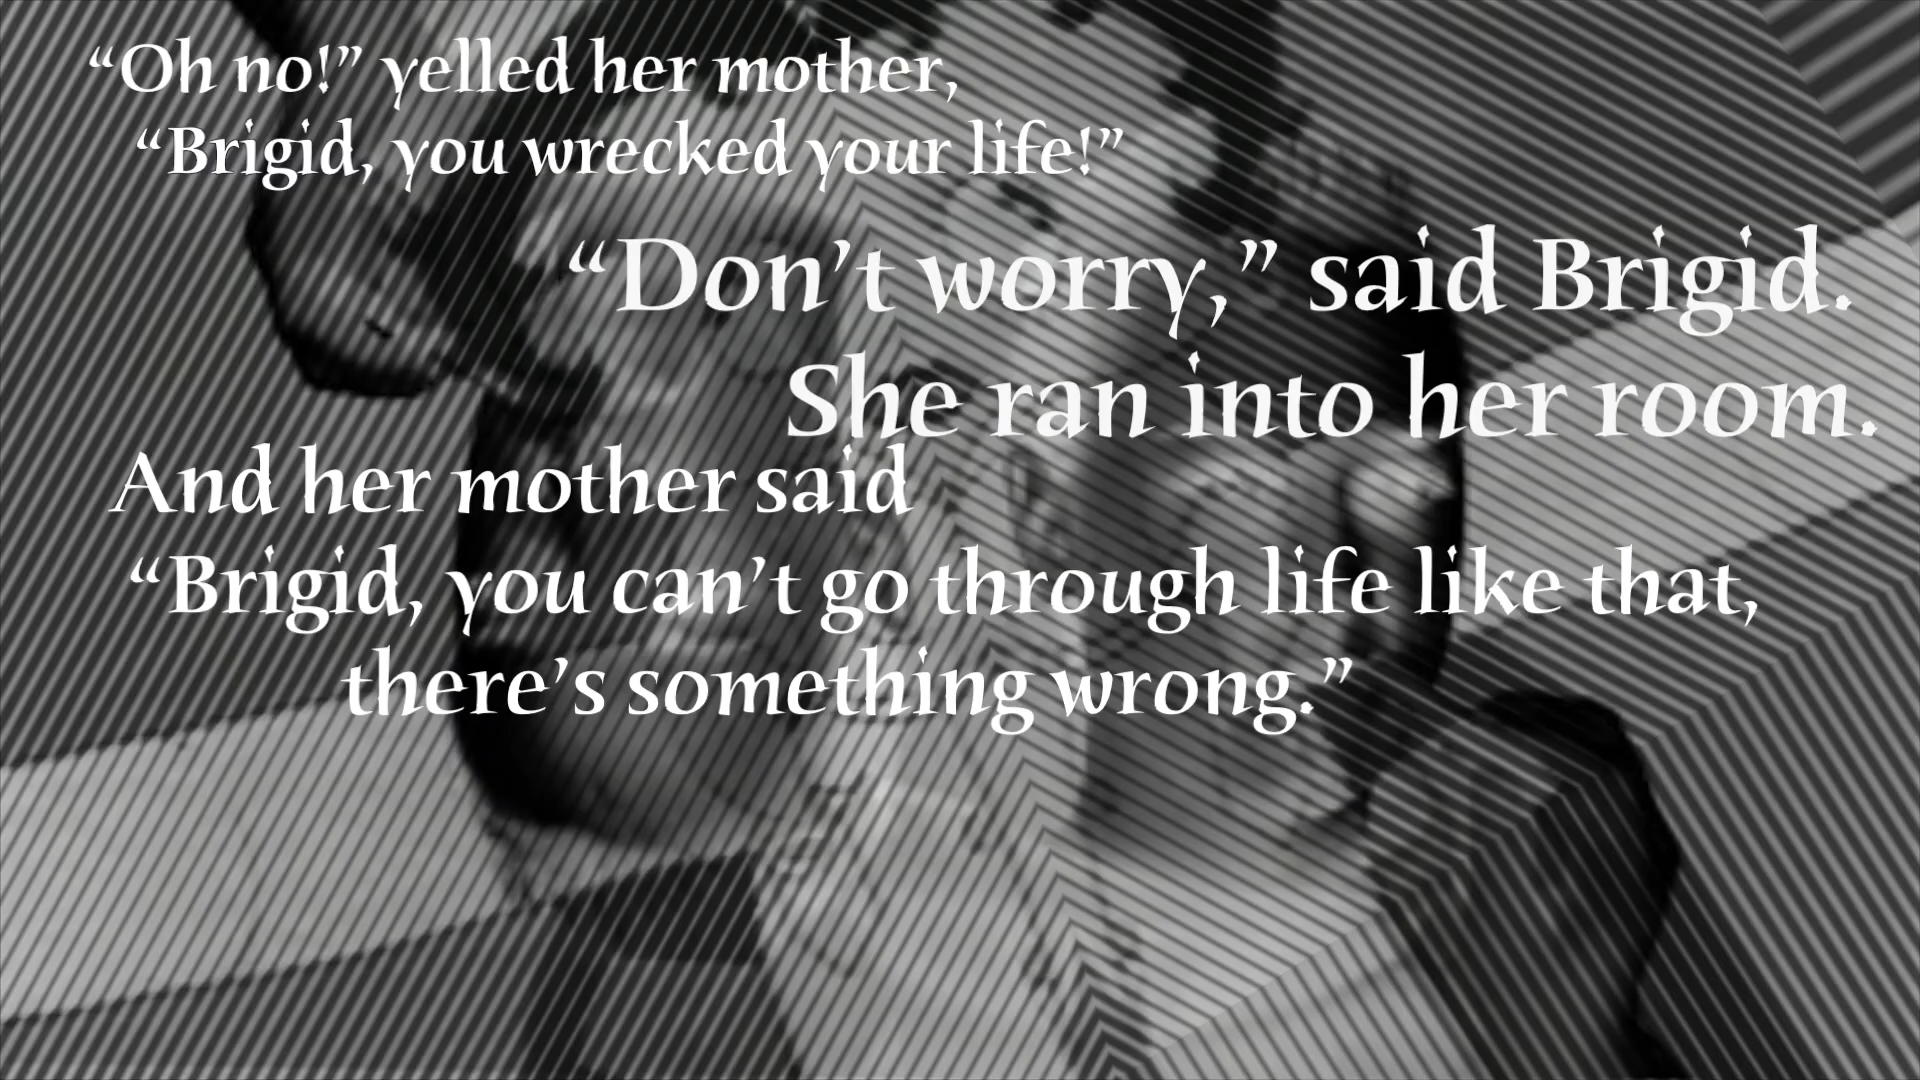 “Oh no!” yelled her mother,
“Brigid, you wrecked your life!”
“Don’t worry,” said Brigid.
She ran into her room.
And her mother said
“Brigid, you can’t go through life like that,
there’s something wrong.”